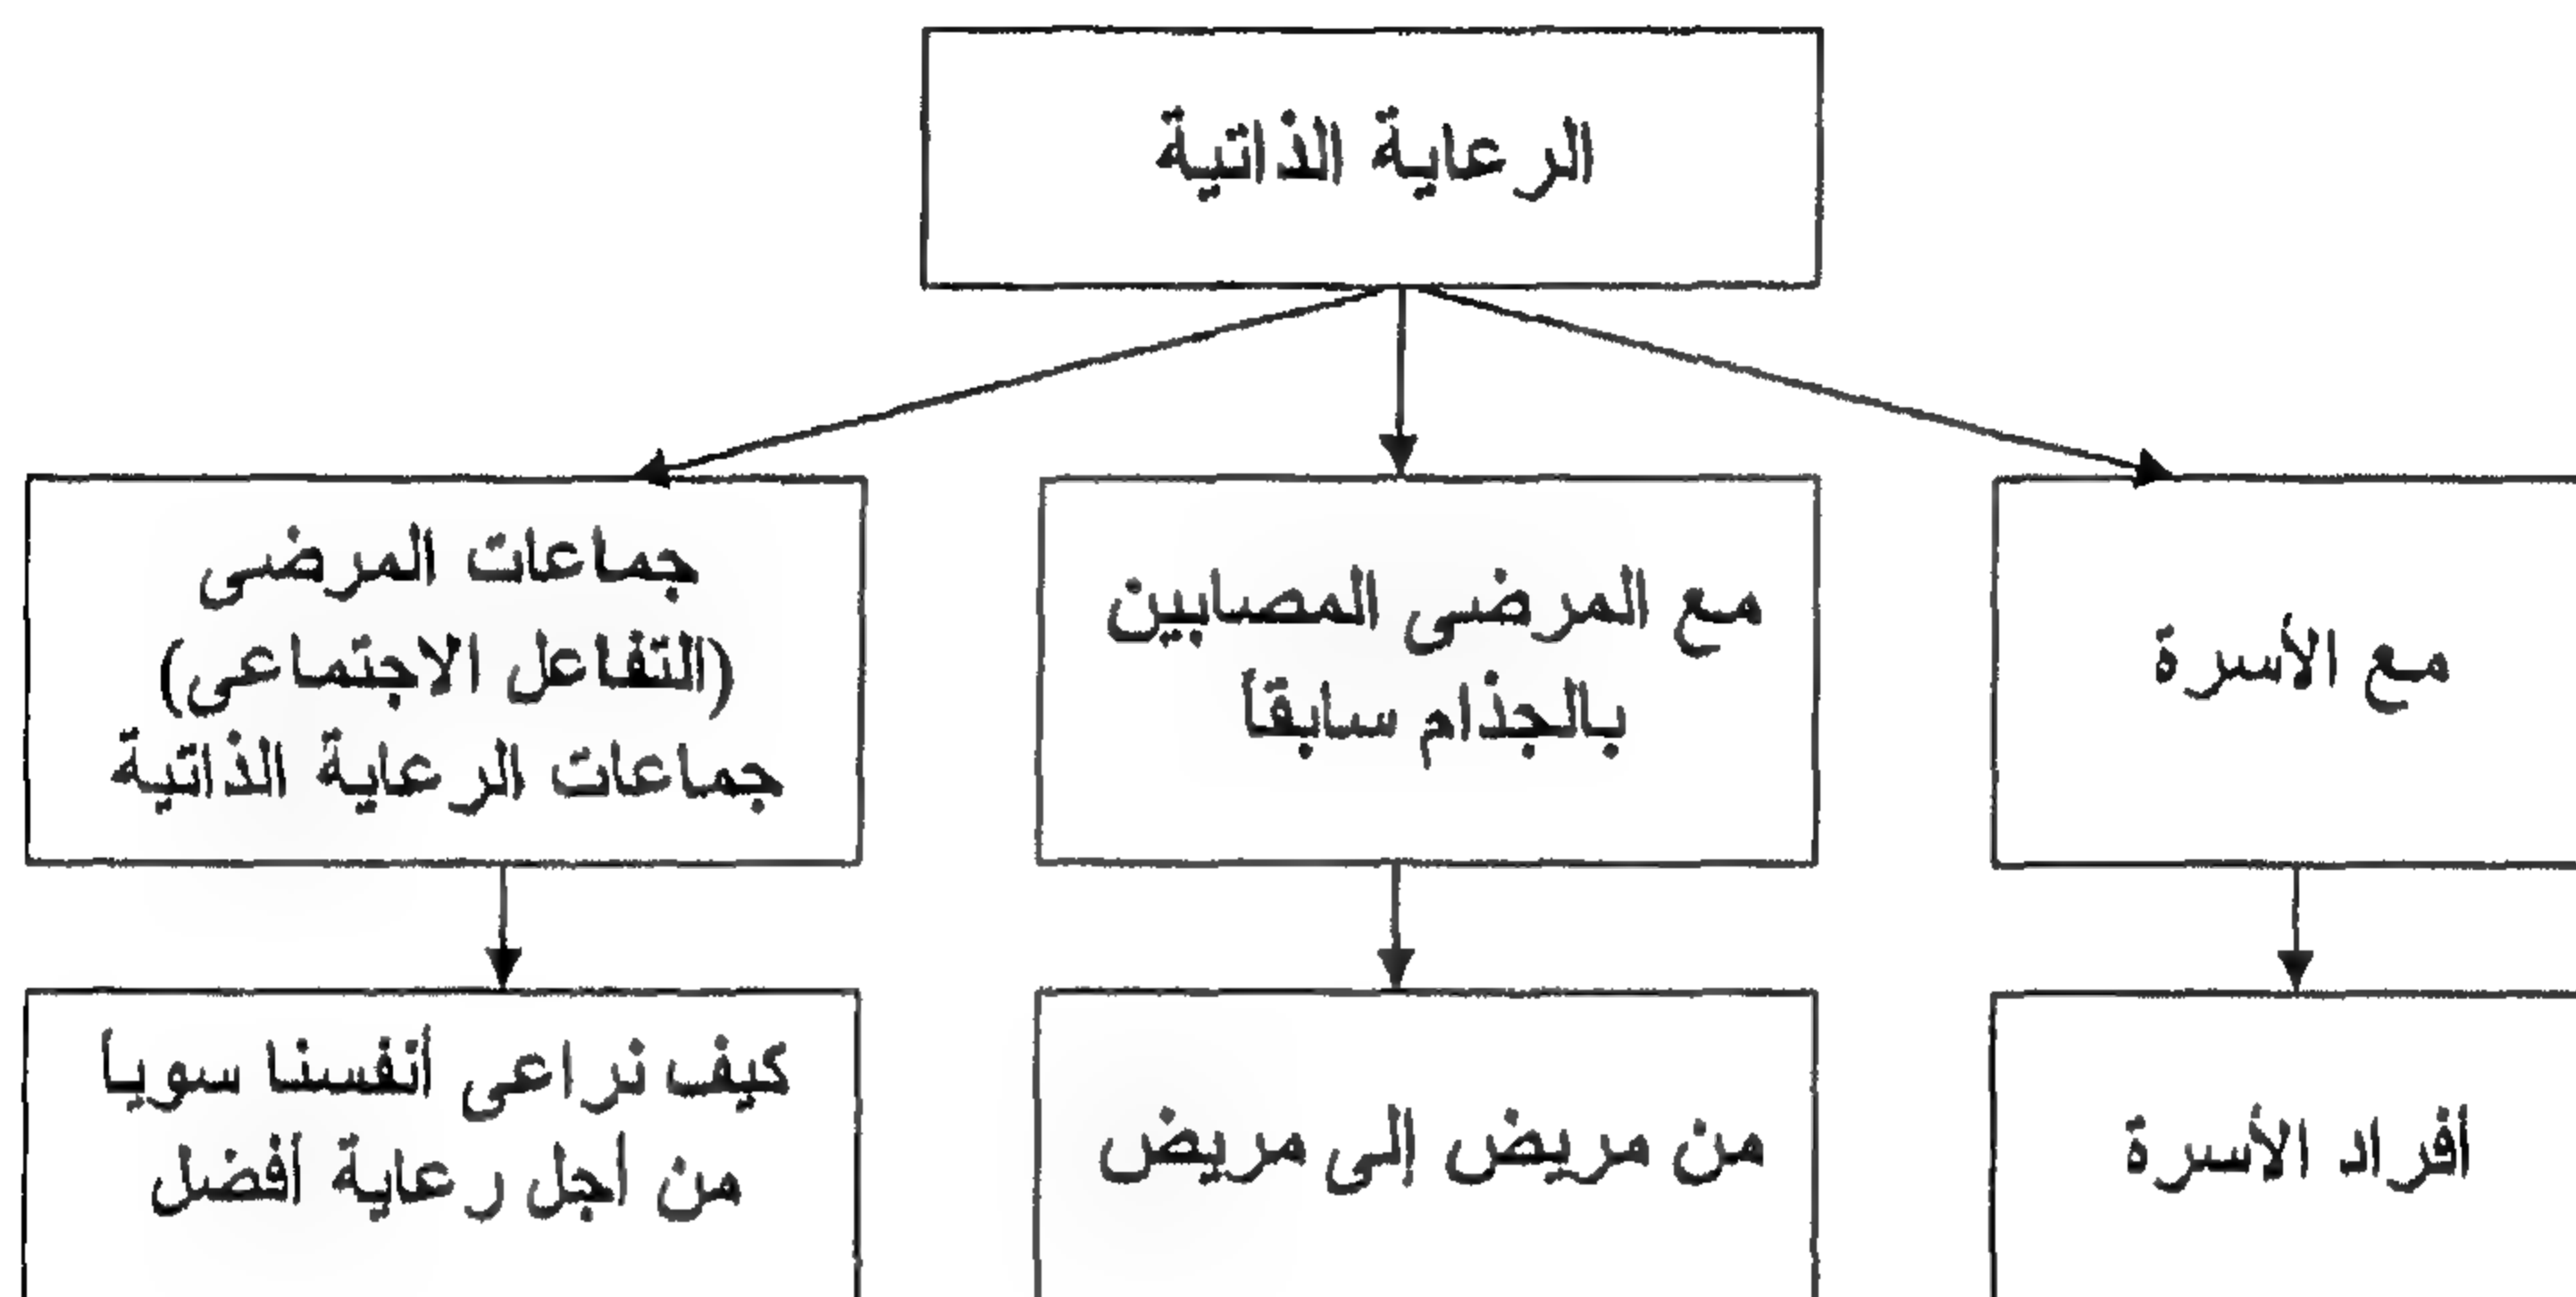 الرعاية الذاتية
مع الأسرة
مع المرضى المصابين
بالجذام سابقاً
جماعات المرضى
(التفاعل الاجتماعى)
جماعات الرعاية الذاتية
أفراد الأسرة
من مريض إلى مريض
كيف نراعى أنفسنا سوياً
من أجل رعاية أفضل